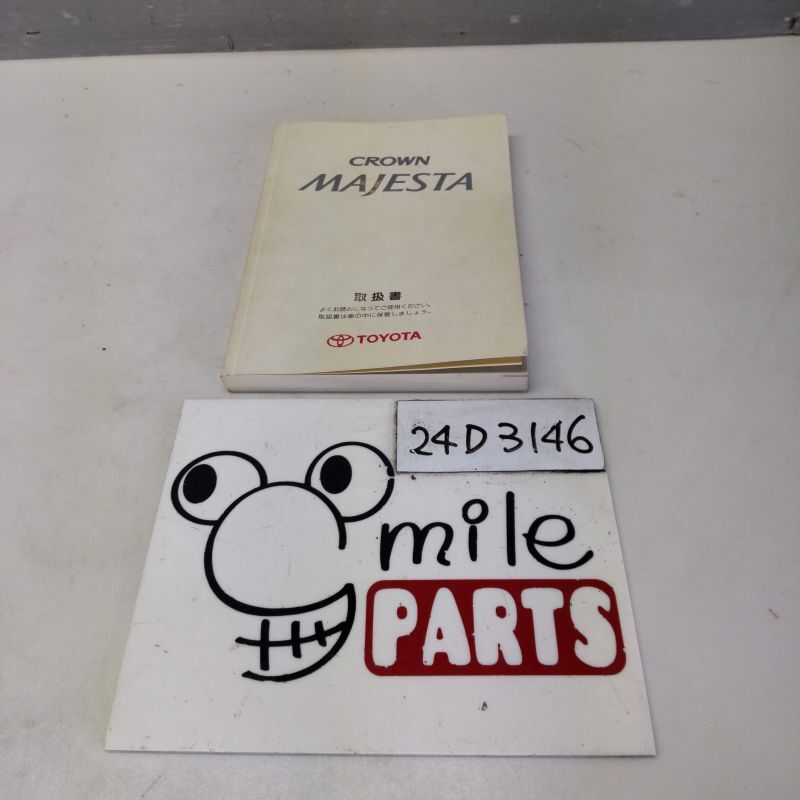 CROWN
MAJESTA
取扱書
よくお読みになってご使用ください。
取扱書は車の中に保管しましょう。
TOYOTA
24D3146
Smile
PARTS